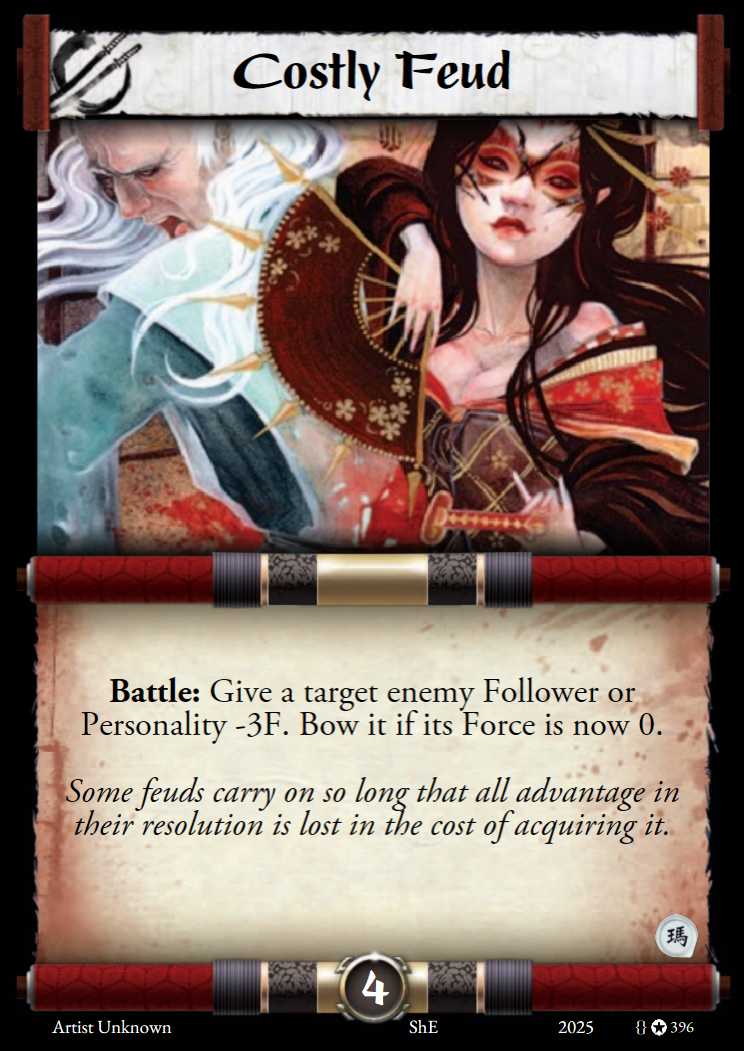 Costly Feud
Battle: Give a target enemy Follower or
Personality -3F. Bow it if its Force is now 0.
Some feuds carry on so long that all advantage in
their resolution is lost in the cost of acquiring it.
瑪
4
Artist Unknown ShE 2025 {} ✪ 396